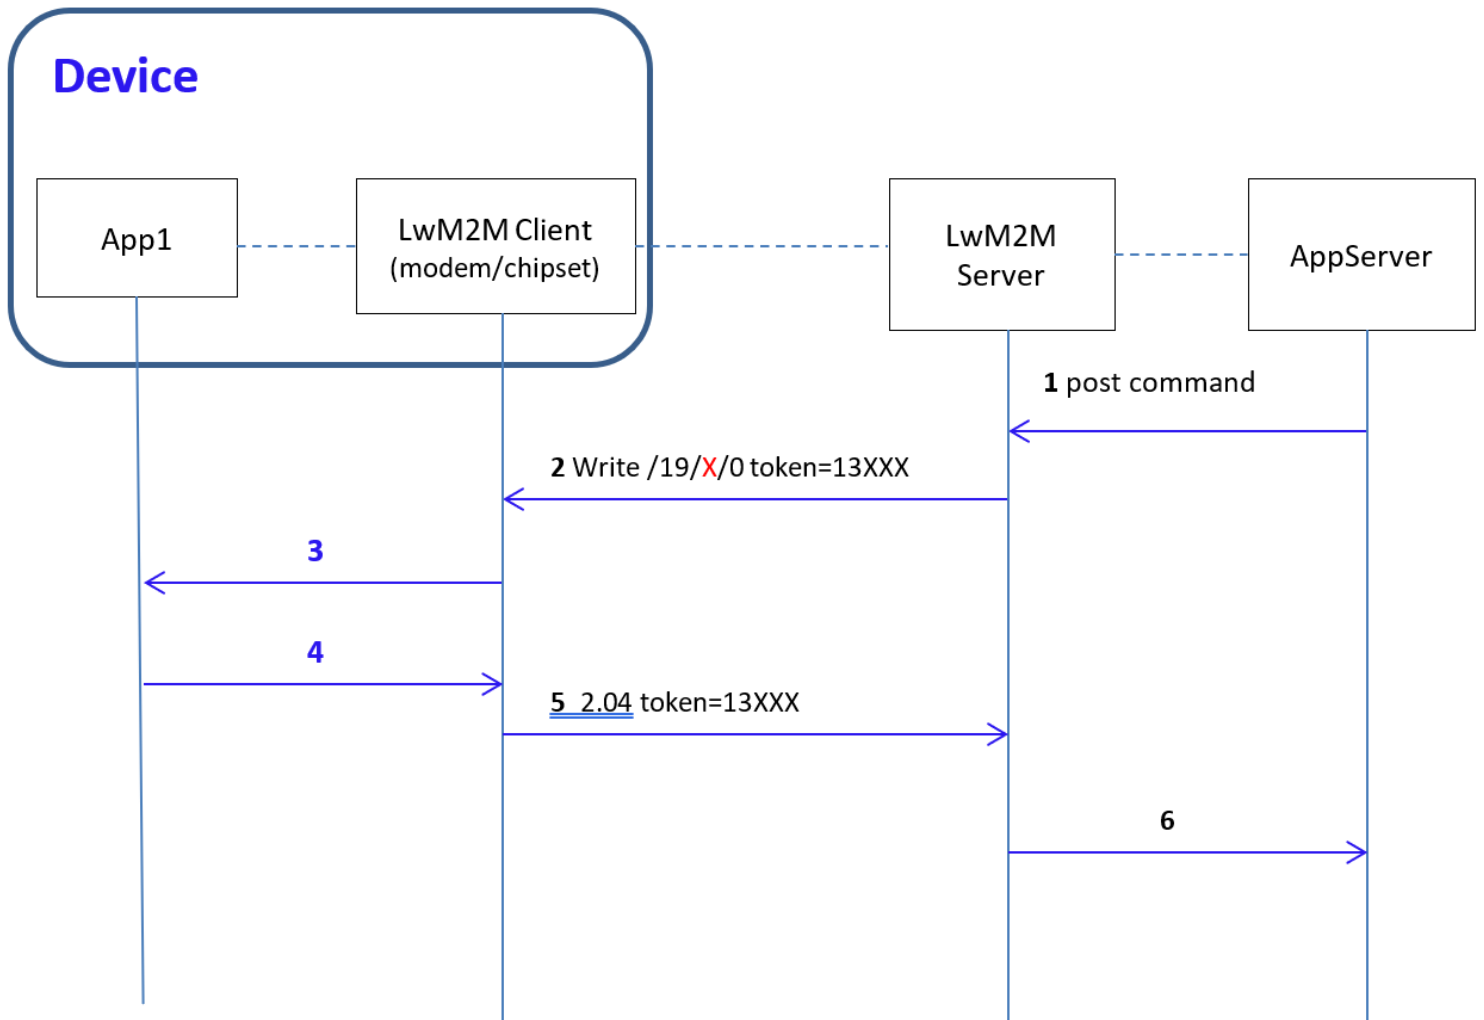 Device
App1
LwM2M Client
(modem/chipset)
LwM2M
Server
AppServer
1 post command
2 Write /19/X/0 token=13XXX
3
4
5 2.04 token=13XXX
6